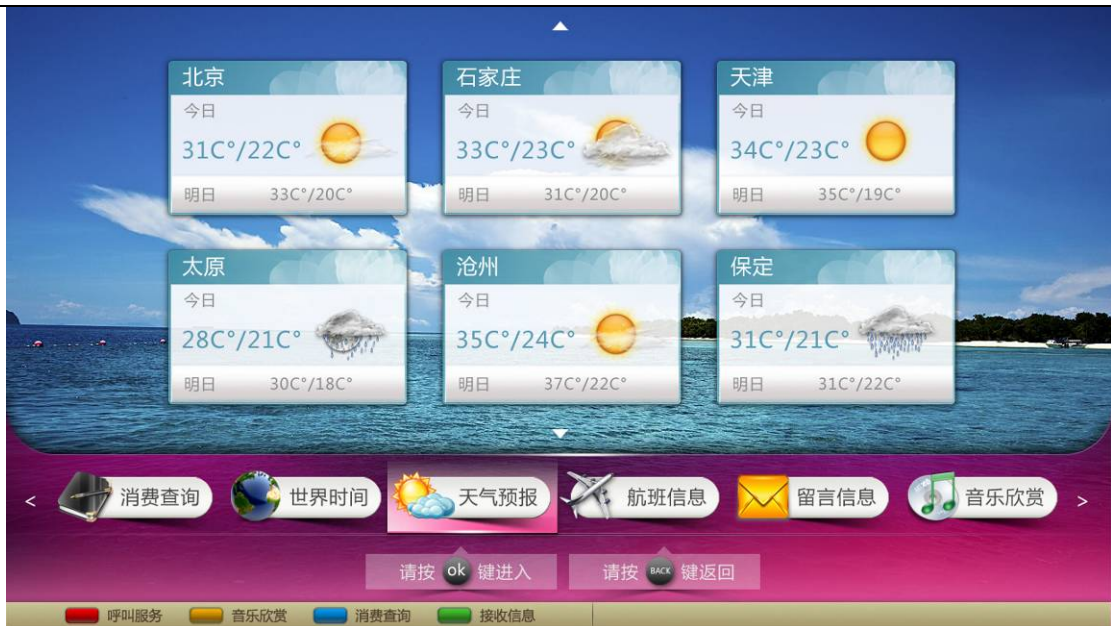 北京
今日
31C°/22C°
明日 33C°/20C°
石家庄
今日
33C°/23C°
明日 31C°/20C°
天津
今日
34C°/23C°
明日 35C°/19C°
太原
今日
28C°/21C°
明日 30C°/18C°
沧州
今日
35C°/24C°
明日 37C°/22C°
保定
今日
31C°/21C°
明日 31C°/22C°
< 消费查询 世界时间 天气预报 航班信息 留言信息 音乐欣赏 >
请按 ok 键进入 请按 BACK 键返回
呼叫服务 音乐欣赏 消费查询 接收信息